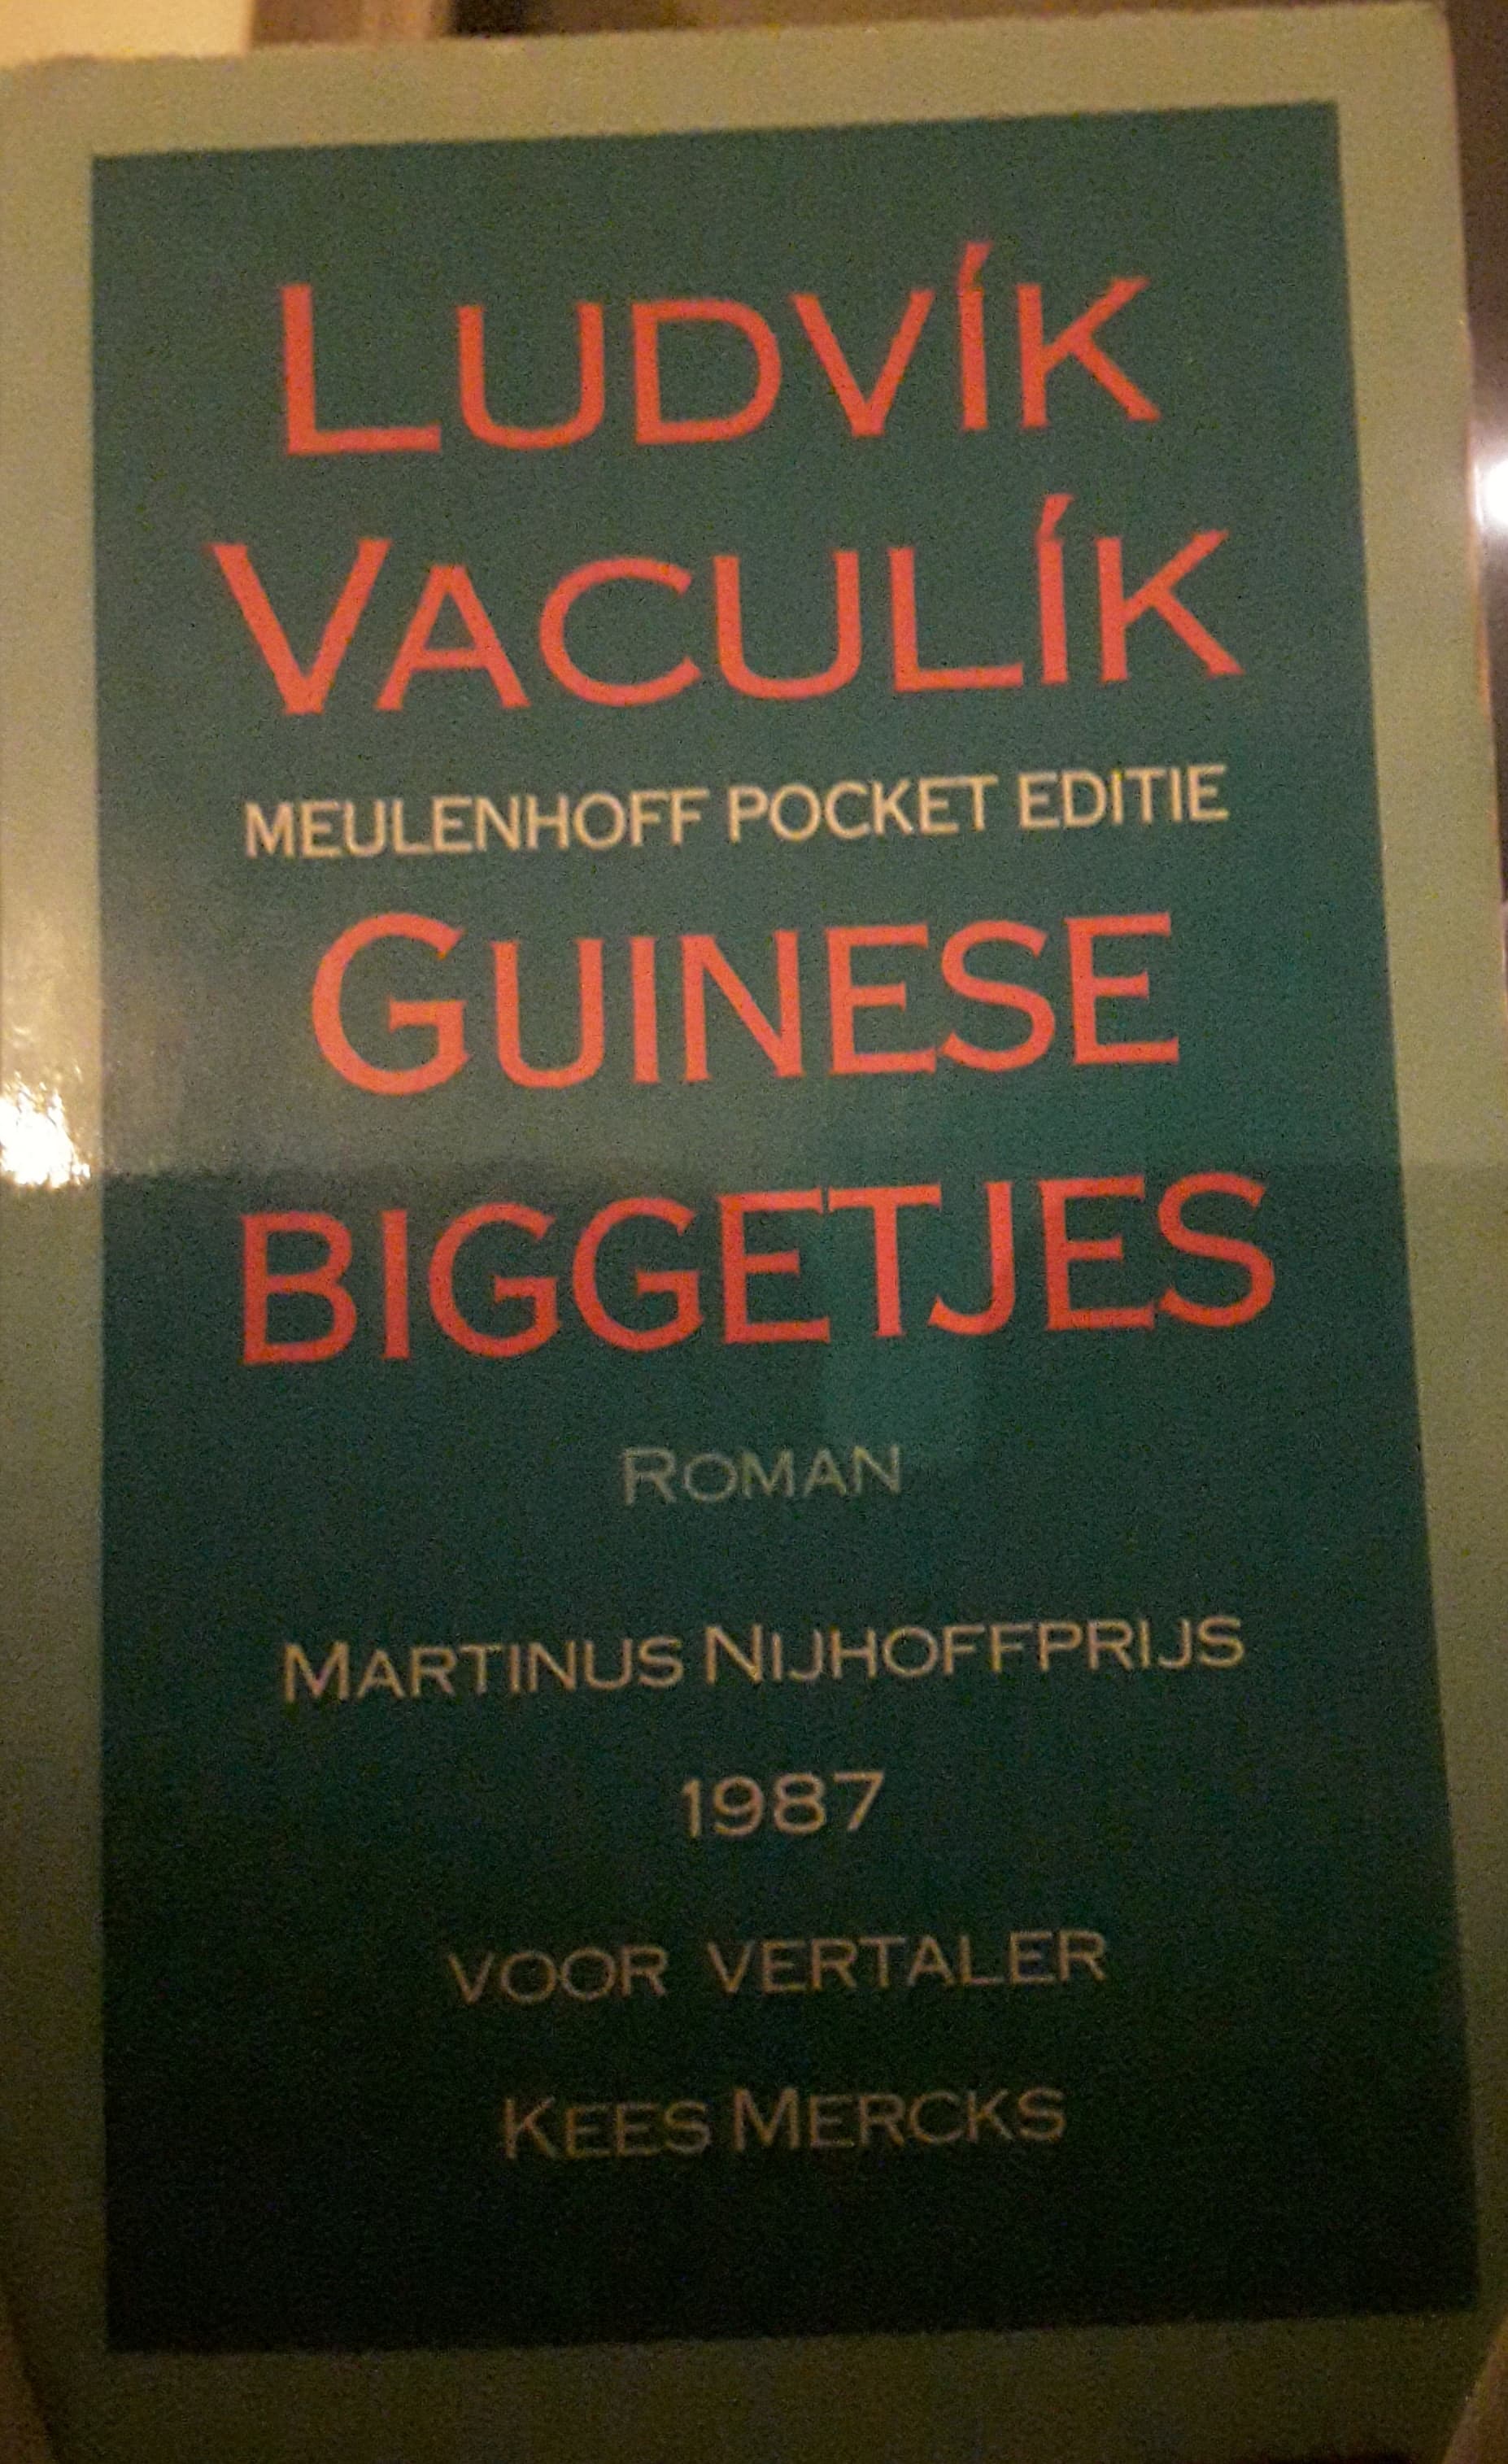 LUDVÍK
VACULÍK
MEULENHOFF POCKET EDITIE
GUINESE
BIGGETJES
ROMAN
MARTINUS NIJHOFFPRIJS
1987
VOOR VERTALER
KEES MERCKS